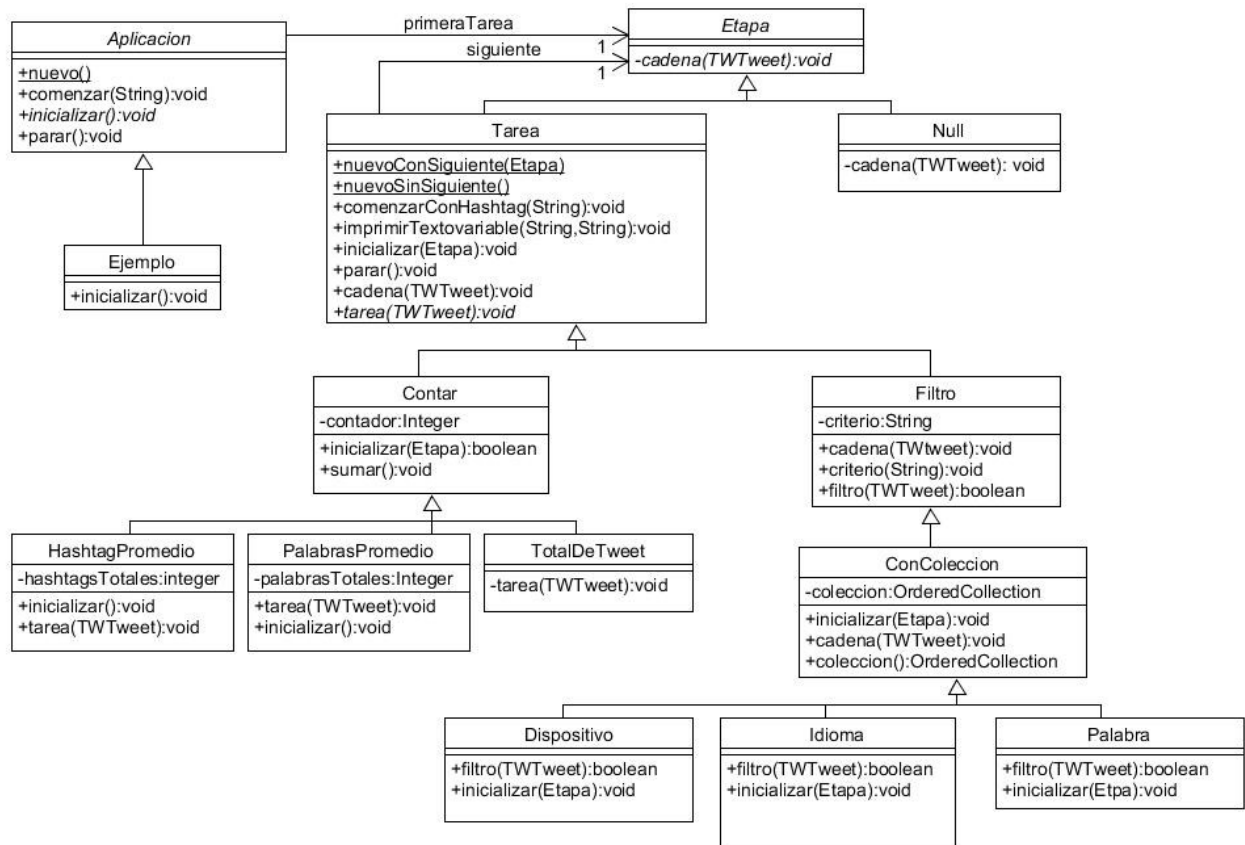 Aplicacion
+nuevo()
+comenzar(String):void
+inicializar():void
+parar():void
primeraTarea
1
siguiente
1
Etapa
-cadena(TWTweet):void
Tarea
+nuevoConSiguiente(Etapa)
+nuevoSinSiguiente()
+comenzarConHashtag(String):void
+imprimirTextovariable(String,String):void
+inicializar(Etapa):void
+parar():void
+cadena(TWTweet):void
+tarea(TWTweet):void
Null
-cadena(TWTweet): void
Ejemplo
+inicializar():void
Contar
-contador:Integer
+inicializar(Etapa):boolean
+sumar():void
Filtro
-criterio:String
+cadena(TWtweet):void
+criterio(String):void
+filtro(TWTweet):boolean
HashtagPromedio
-hashtagsTotales:integer
+inicializar():void
+tarea(TWTweet):void
PalabrasPromedio
-palabrasTotales:Integer
+tarea(TWTweet):void
+inicializar():void
TotalDeTweet
-tarea(TWTweet):void
ConColeccion
-coleccion:OrderedCollection
+inicializar(Etapa):void
+cadena(TWTweet):void
+coleccion():OrderedCollection
Dispositivo
+filtro(TWTweet):boolean
+inicializar(Etapa):void
Idioma
+filtro(TWTweet):boolean
+inicializar(Etapa):void
Palabra
+filtro(TWTweet):boolean
+inicializar(Etpa):void